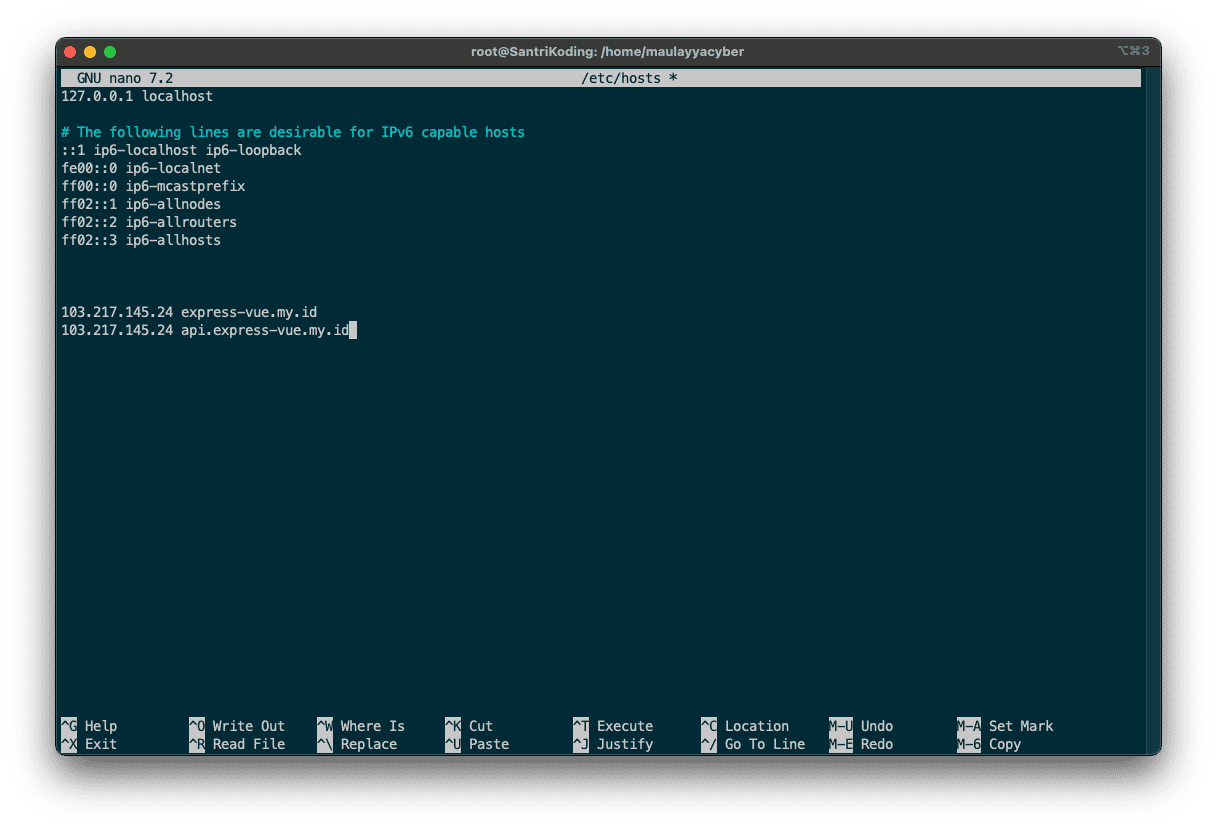 root@SantriKoding: /home/maulayyacyber
⌥⌘3
GNU nano 7.2 /etc/hosts *
127.0.0.1 localhost
# The following lines are desirable for IPv6 capable hosts
::1 ip6-localhost ip6-loopback
fe00::0 ip6-localnet
ff00::0 ip6-mcastprefix
ff02::1 ip6-allnodes
ff02::2 ip6-allrouters
ff02::3 ip6-allhosts
103.217.145.24 express-vue.my.id
103.217.145.24 api.express-vue.my.id
^G Help ^O Write Out ^W Where Is ^K Cut ^T Execute ^C Location M-U Undo M-A Set Mark
^X Exit ^R Read File ^\ Replace ^U Paste ^J Justify ^/ Go To Line M-E Redo M-6 Copy